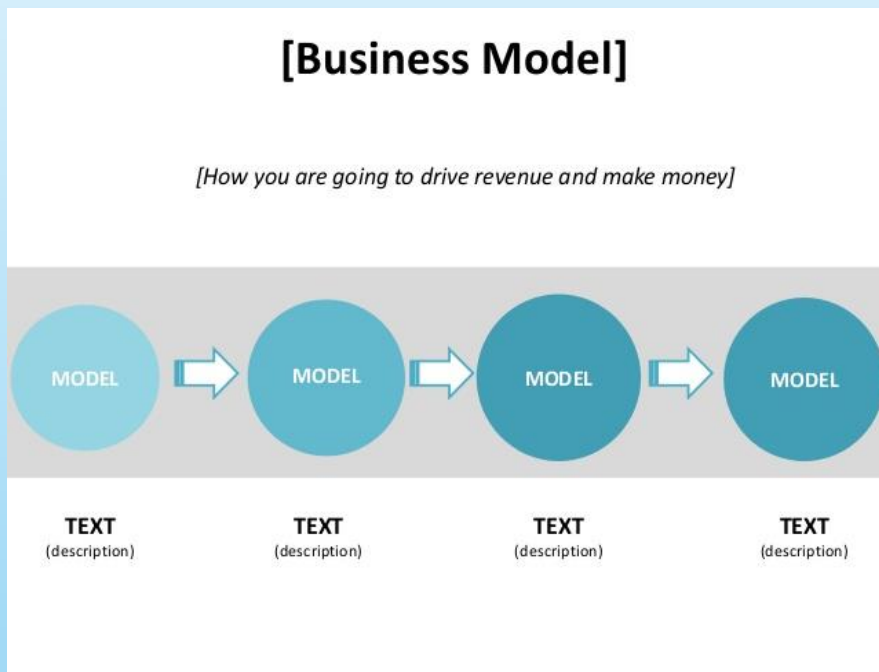 [Business Model]
[How you are going to drive revenue and make money]
MODEL
MODEL
MODEL
MODEL
TEXT
(description)
TEXT
(description)
TEXT
(description)
TEXT
(description)